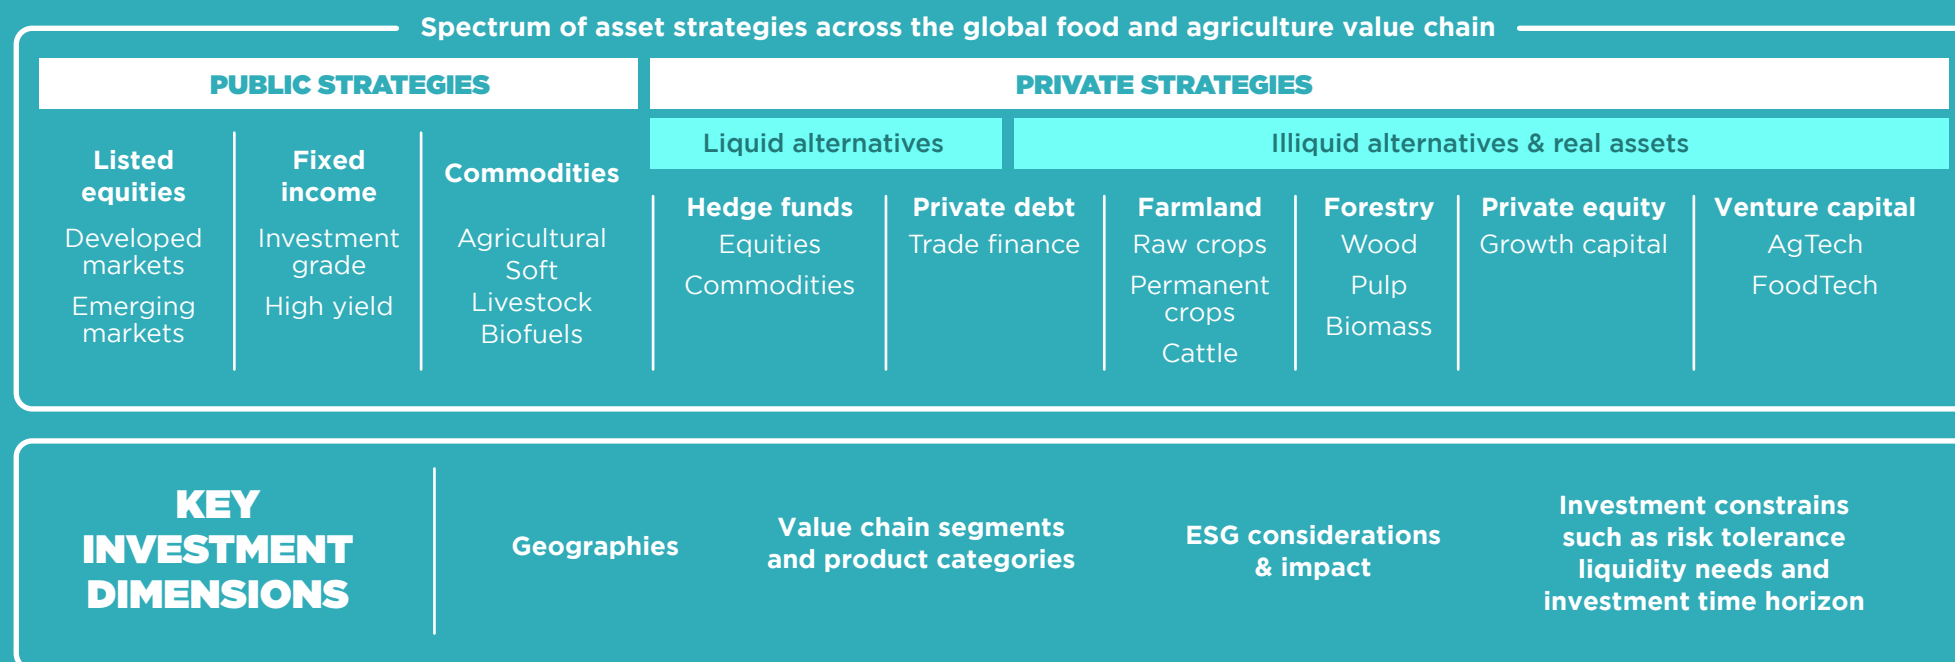 Spectrum of asset strategies across the global food and agriculture value chain
PUBLIC STRATEGIES
PRIVATE STRATEGIES
Liquid alternatives
Illiquid alternatives & real assets
Listed
equities
Developed
markets
Emerging
markets
Fixed
income
Investment
grade
High yield
Commodities
Agricultural
Soft
Livestock
Biofuels
Hedge funds
Equities
Commodities
Private debt
Trade finance
Farmland
Raw crops
Permanent
crops
Cattle
Forestry
Wood
Pulp
Biomass
Private equity
Growth capital
Venture capital
AgTech
FoodTech
KEY
INVESTMENT
DIMENSIONS
Geographies
Value chain segments
and product categories
ESG considerations
& impact
Investment constrains
such as risk tolerance
liquidity needs and
investment time horizon